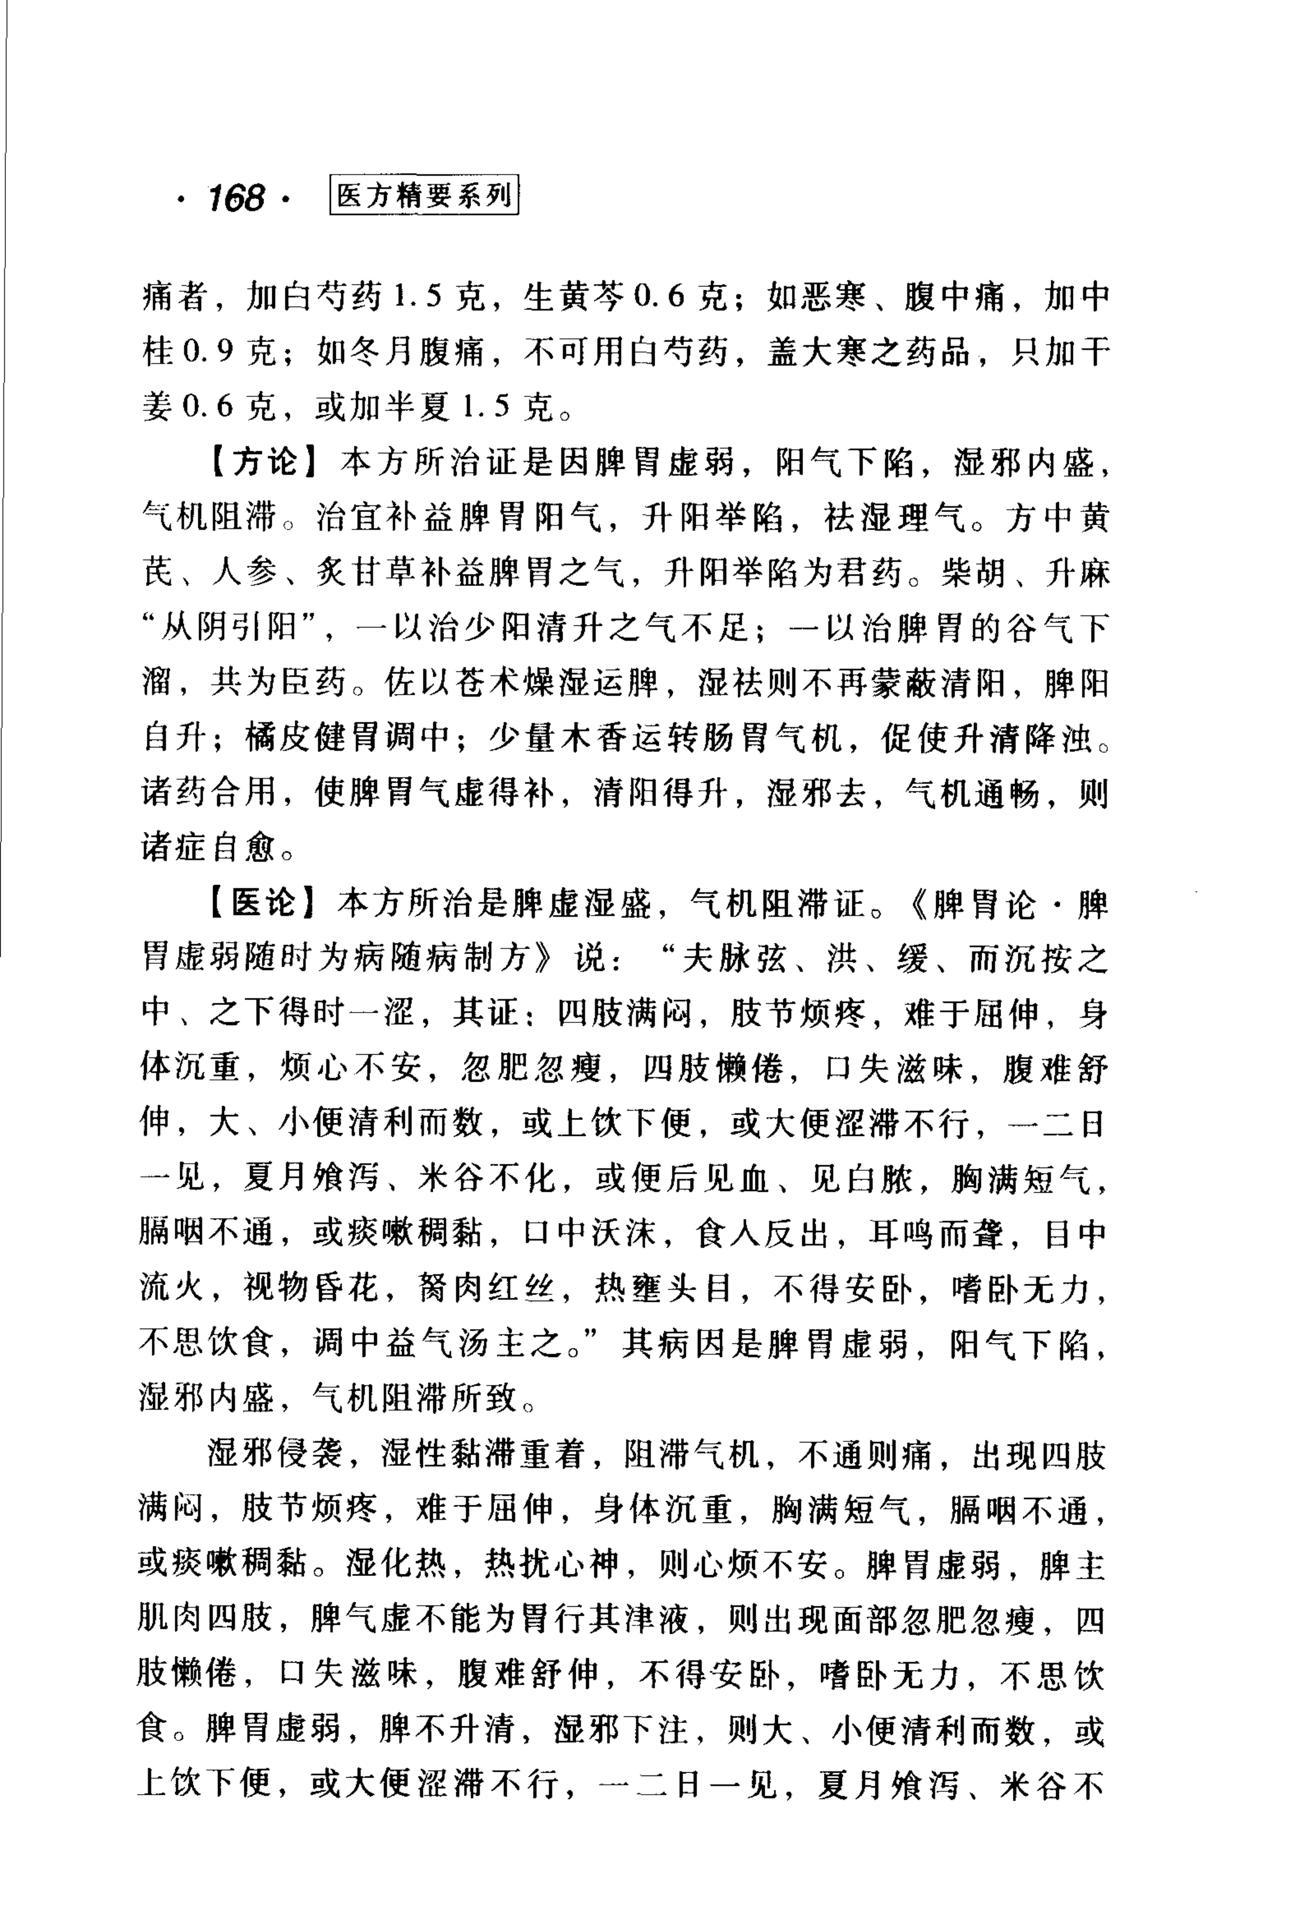 ·168· 医方精要系列
痛者，加白芍药1.5克，生黄芩0.6克；如恶寒、腹中痛，加中
桂0.9克；如冬月腹痛，不可用白芍药，盖大寒之药品，只加干
姜0.6克，或加半夏1.5克。
【方论】本方所治证是因脾胃虚弱，阳气下陷，湿邪内盛，
气机阻滞。治宜补益脾胃阳气，升阳举陷，祛湿理气。方中黄
芪、人参、炙甘草补益脾胃之气，升阳举陷为君药。柴胡、升麻
“从阴引阳”，一以治少阳清升之气不足；一以治脾胃的谷气下
溜，共为臣药。佐以苍术燥湿运脾，湿祛则不再蒙蔽清阳，脾阳
自升；橘皮健胃调中；少量木香运转肠胃气机，促使升清降浊。
诸药合用，使脾胃气虚得补，清阳得升，湿邪去，气机通畅，则
诸症自愈。
【医论】本方所治是脾虚湿盛，气机阻滞证。《脾胃论·脾
胃虚弱随时为病随病制方》说：“夫脉弦、洪、缓、而沉按之
中、之下得时一涩，其证：四肢满闷，肢节烦疼，难于屈伸，身
体沉重，烦心不安，忽肥忽瘦，四肢懒倦，口失滋味，腹难舒
伸，大、小便清利而数，或上饮下便，或大便涩滞不行，一二日
一见，夏月飧泻、米谷不化，或便后见血、见白脓，胸满短气，
膈咽不通，或痰嗽稠黏，口中沃沫，食人反出，耳鸣而聋，目中
流火，视物昏花，胬肉红丝，热壅头目，不得安卧，嗜卧无力，
不思饮食，调中益气汤主之。”其病因是脾胃虚弱，阳气下陷，
湿邪内盛，气机阻滞所致。
湿邪侵袭，湿性黏滞重着，阻滞气机，不通则痛，出现四肢
满闷，肢节烦疼，难于屈伸，身体沉重，胸满短气，膈咽不通，
或痰嗽稠黏。湿化热，热扰心神，则心烦不安。脾胃虚弱，脾主
肌肉四肢，脾气虚不能为胃行其津液，则出现面部忽肥忽瘦，四
肢懒倦，口失滋味，腹难舒伸，不得安卧，嗜卧无力，不思饮
食。脾胃虚弱，脾不升清，湿邪下注，则大、小便清利而数，或
上饮下便，或大便涩滞不行，一二日一见，夏月飧泻、米谷不